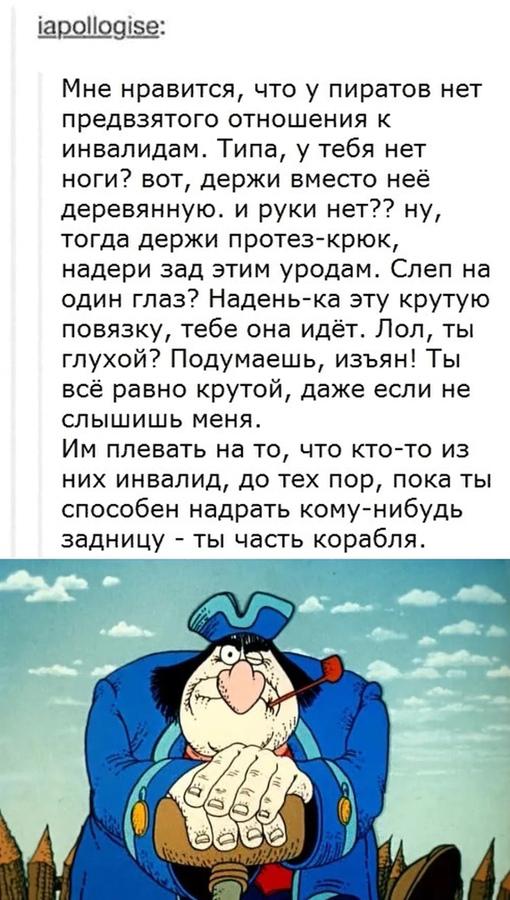 iapollogise:
Мне нравится, что у пиратов нет
предвзятого отношения к
инвалидам. Типа, у тебя нет
ноги? вот, держи вместо неё
деревянную. и руки нет?? ну,
тогда держи протез-крюк,
надери зад этим уродам. Слеп на
один глаз? Надень-ка эту крутую
повязку, тебе она идёт. Лол, ты
глухой? Подумаешь, изъян! Ты
всё равно крутой, даже если не
слышишь меня.
Им плевать на то, что кто-то из
них инвалид, до тех пор, пока ты
способен надрать кому-нибудь
задницу - ты часть корабля.